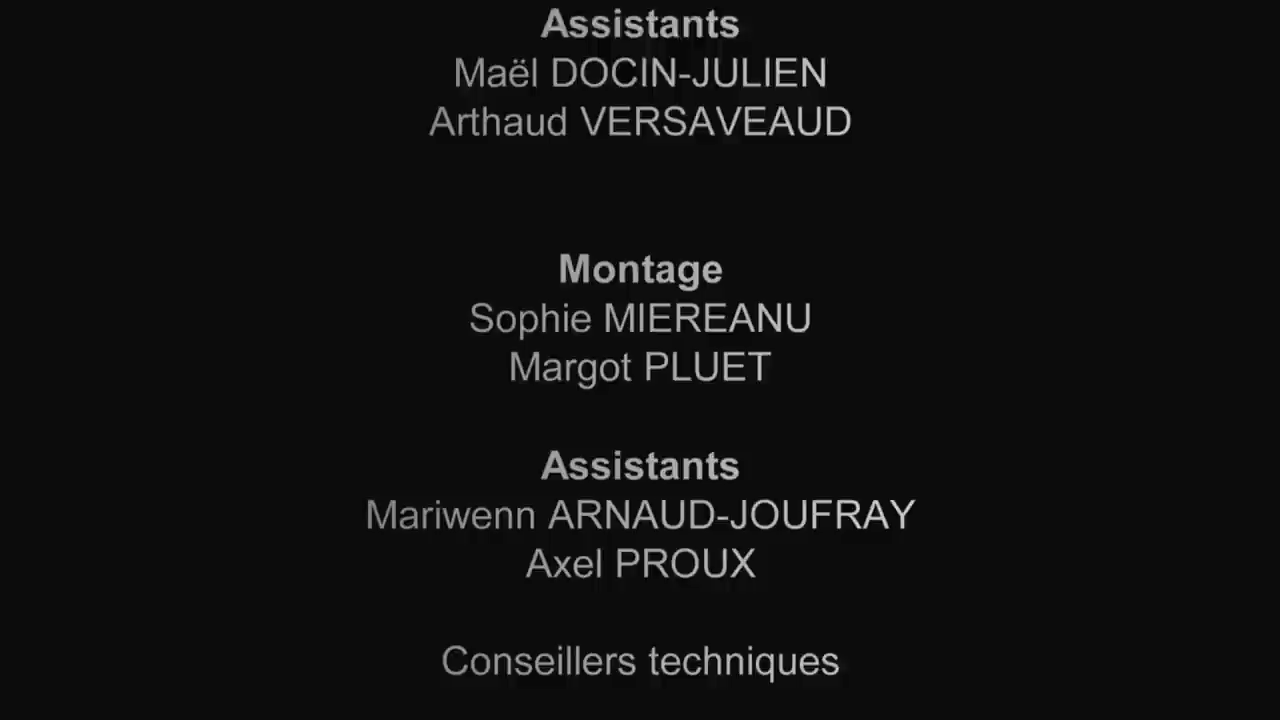 Assistants
Maël DOCIN-JULIEN
Arthaud VERSAVEAUD
Montage
Sophie MIEREANU
Margot PLUET
Assistants
Mariwenn ARNAUD-JOUFRAY
Axel PROUX
Conseillers techniques